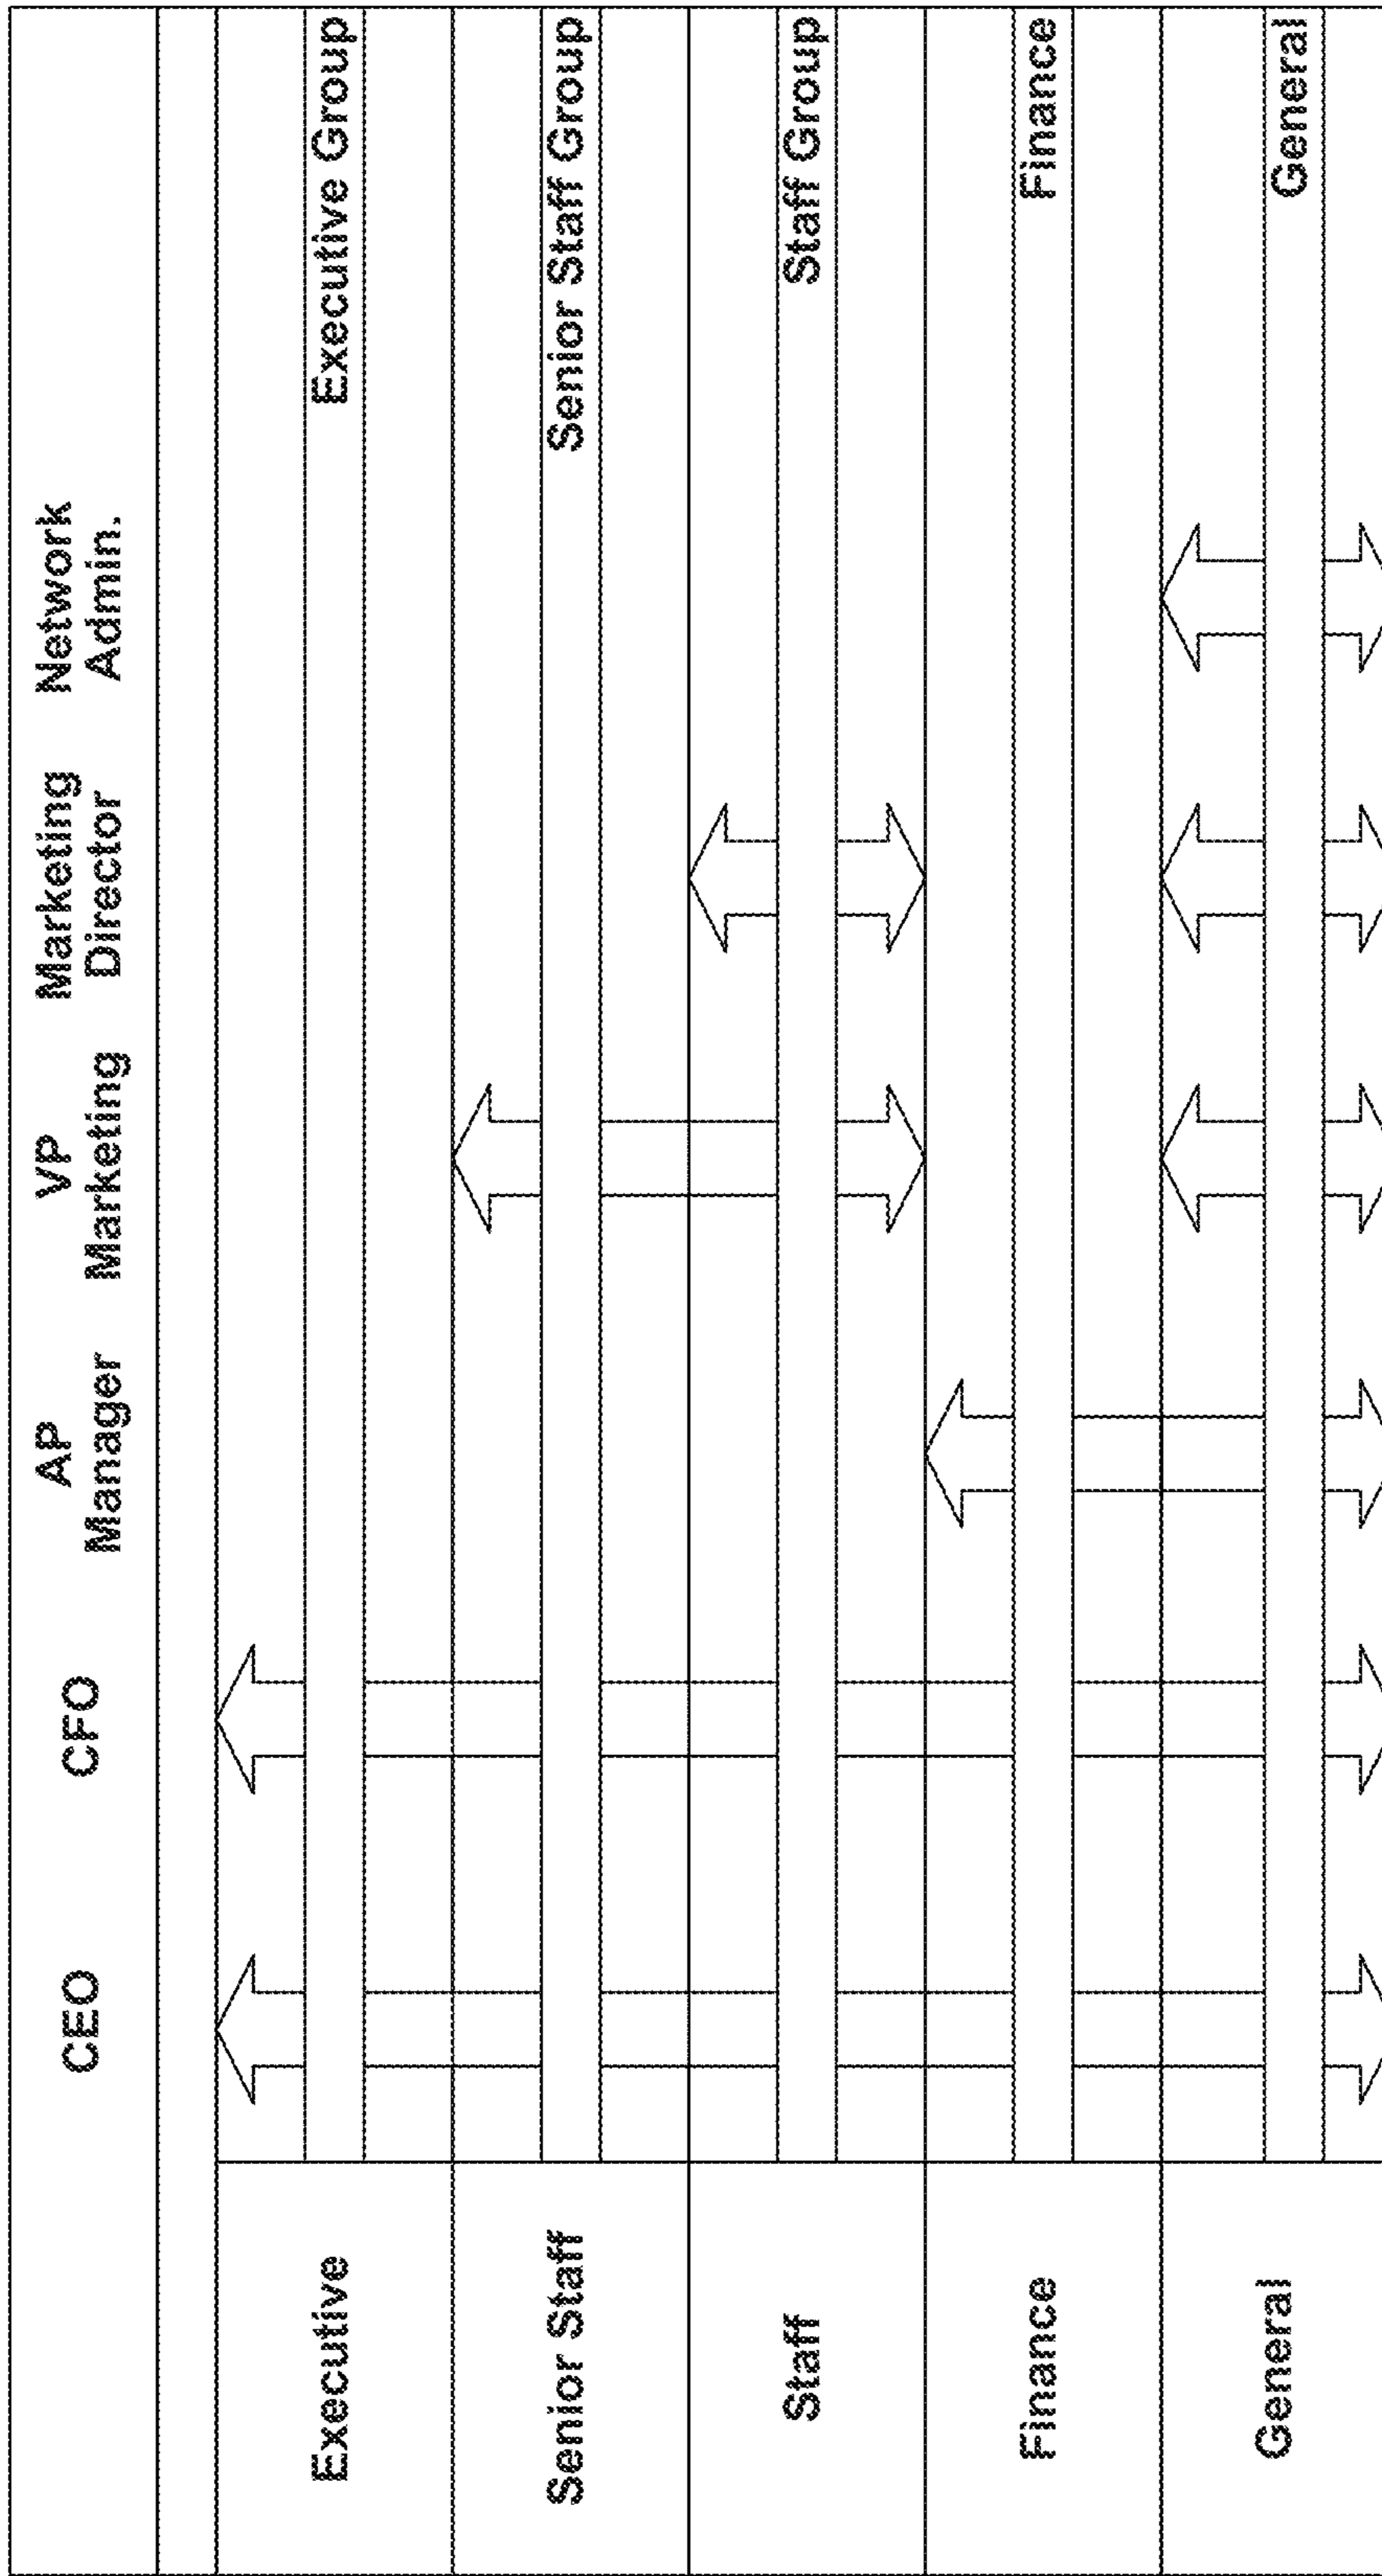 CEO
CFO
AP
Manager
VP
Marketing
Marketing
Director
Network
Admin.
Executive
Executive Group
Senior Staff
Senior Staff Group
Staff
Staff Group
Finance
Finance
General
General